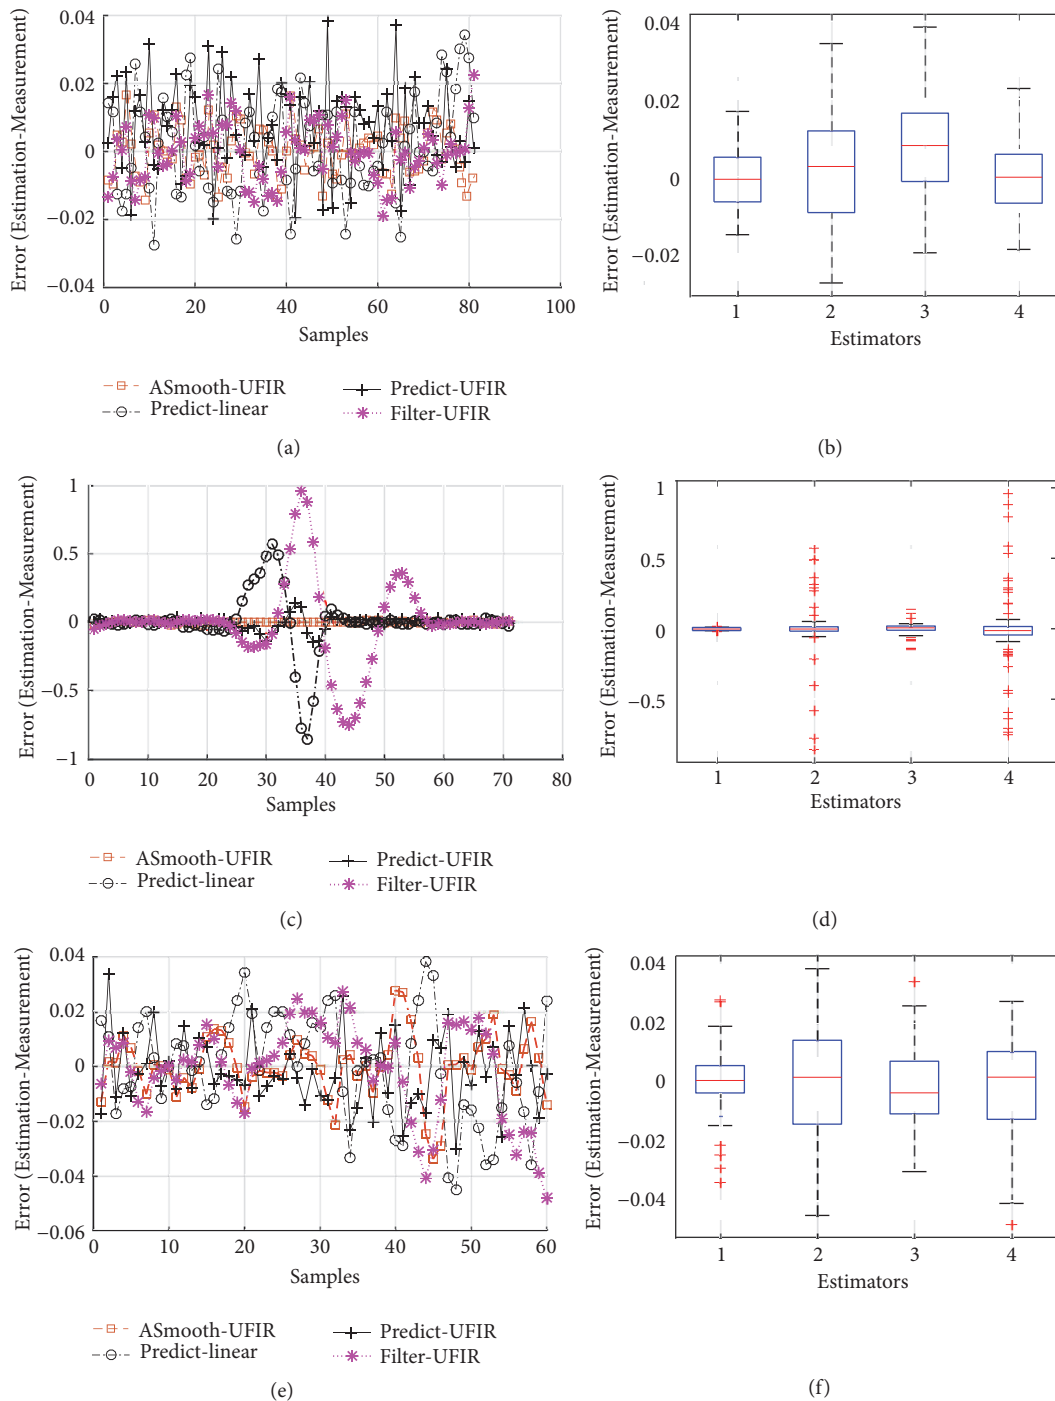 Error (Estimation-Measurement)
0.04
0.02
0
−0.02
−0.04
0 20 40 60 80 100
Samples
ASmooth-UFIR
Predict-linear
Predict-UFIR
Filter-UFIR
(a)
Error (Estimation-Measurement)
0.04
0.02
0
−0.02
1 2 3 4
Estimators
(b)
Error (Estimation-Measurement)
1
0.5
0
−0.5
−1
0 10 20 30 40 50 60 70 80
Samples
ASmooth-UFIR
Predict-linear
Predict-UFIR
Filter-UFIR
(c)
Error (Estimation-Measurement)
1
0.5
0
−0.5
1 2 3 4
Estimators
(d)
Error (Estimation-Measurement)
0.04
0.02
0
−0.02
−0.04
−0.06
0 10 20 30 40 50 60
Samples
ASmooth-UFIR
Predict-linear
Predict-UFIR
Filter-UFIR
(e)
Error (Estimation-Measurement)
0.04
0.02
0
−0.02
−0.04
1 2 3 4
Estimators
(f)